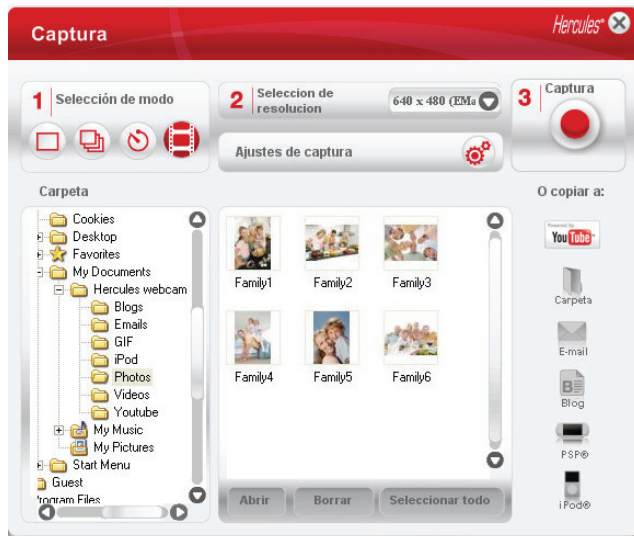 Captura
Hercules®
1 Selección de modo
2 Seleccion de
resolucion
640 x 480 (EMa
Ajustes de captura
3 Captura
Carpeta
Cookies
Desktop
Favorites
My Documents
Hercules webcam
Blogs
Emails
GIF
iPod
Photos
Videos
Youtube
My Music
My Pictures
Start Menu
Guest
Program Files
Family1
Family2
Family3
Family4
Family5
Family6
Abrir
Borrar
Seleccionar todo
O copiar a:
Powered by
YouTube
Carpeta
E-mail
B
Blog
PSP®
iPod®